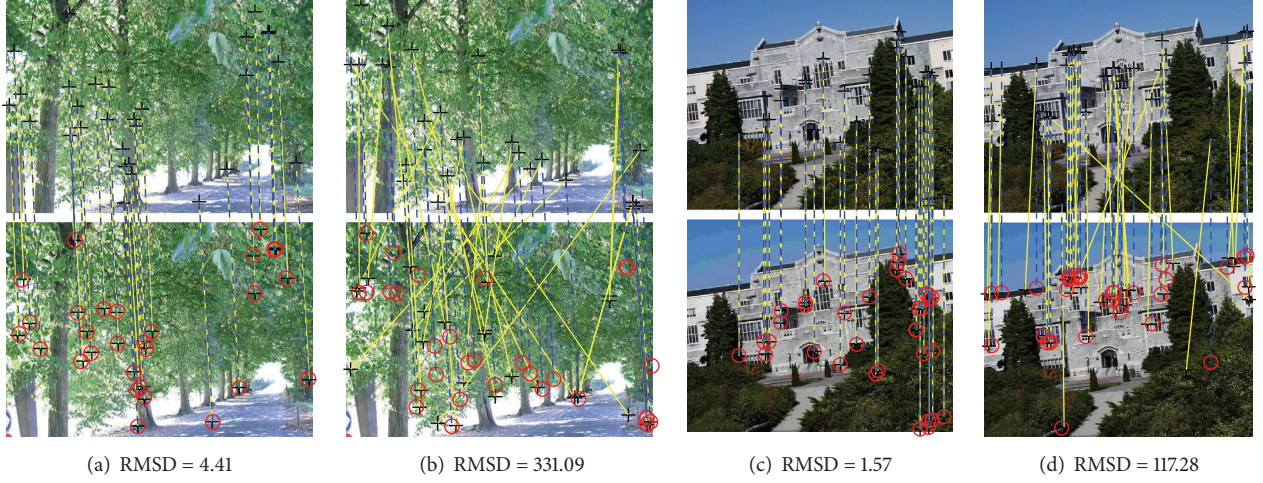 (a) RMSD = 4.41
(b) RMSD = 331.09
(c) RMSD = 1.57
(d) RMSD = 117.28